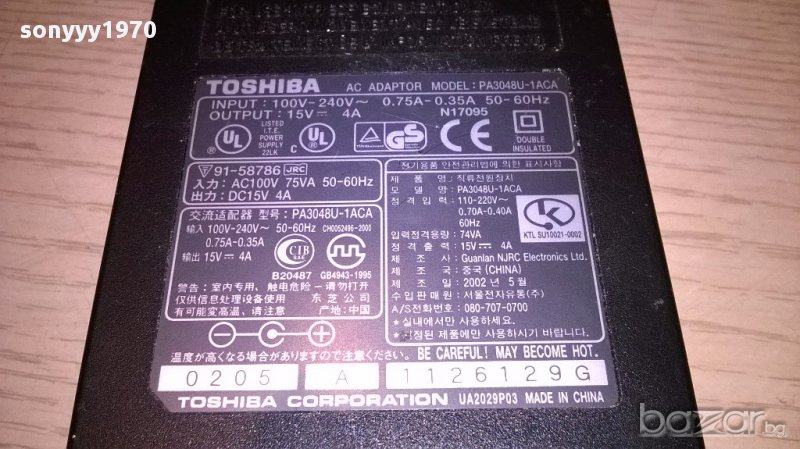 sonyyy1970
TOSHIBA AC ADAPTOR MODEL: PA3048U-1ACA
INPUT: 100V-240V~ 0.75A-0.35A 50-60Hz
OUTPUT: 15V⎓ 4A N17095
UL LISTED I.T.E. POWER SUPPLY 22LK C UL GS DOUBLE INSULATED
91-58786 JRC
入力: AC100V 75VA 50-60Hz
出力: DC15V 4A
交流适配器 型号: PA3048U-1ACA
输入 100V-240V~ 50-60Hz CH0052496-2000
0.75A-0.35A
输出 15V⎓ 4A
CIB
B20487 GB4943-1995
警告: 室内专用、触电危险-请勿打开
仅供信息处理设备使用 东芝公司
有可能变高温,请注意 产地: 中国
전기용품 안전관리법에 의한 표시사항
제 품 명 : 직류전원장치
모 델 명 : PA3048U-1ACA
정 격 입 력 : 110-220V~
0.70A-0.40A
60Hz
입력정격용량 : 74VA
정 격 출 력 : 15V⎓ 4A
제 조 사 : Guanlan NJRC Electronics Ltd.
제 조 국 : 중국 (CHINA)
제 조 년 월 : 2002 년 5 월
수 입 판 매 원 : 서울전자유통(주)
A/S전화번호 : 080-707-0700
★실내에서만 사용하세요.
★지정된 제품에만 사용하시기 바랍니다.
K
KTL SU10021-0002
温度が高くなる場合がありますので注意ください。 BE CAREFUL! MAY BECOME HOT.
0205 A 1126129G
TOSHIBA CORPORATION UA2029P03 MADE IN CHINA
bazar.bg